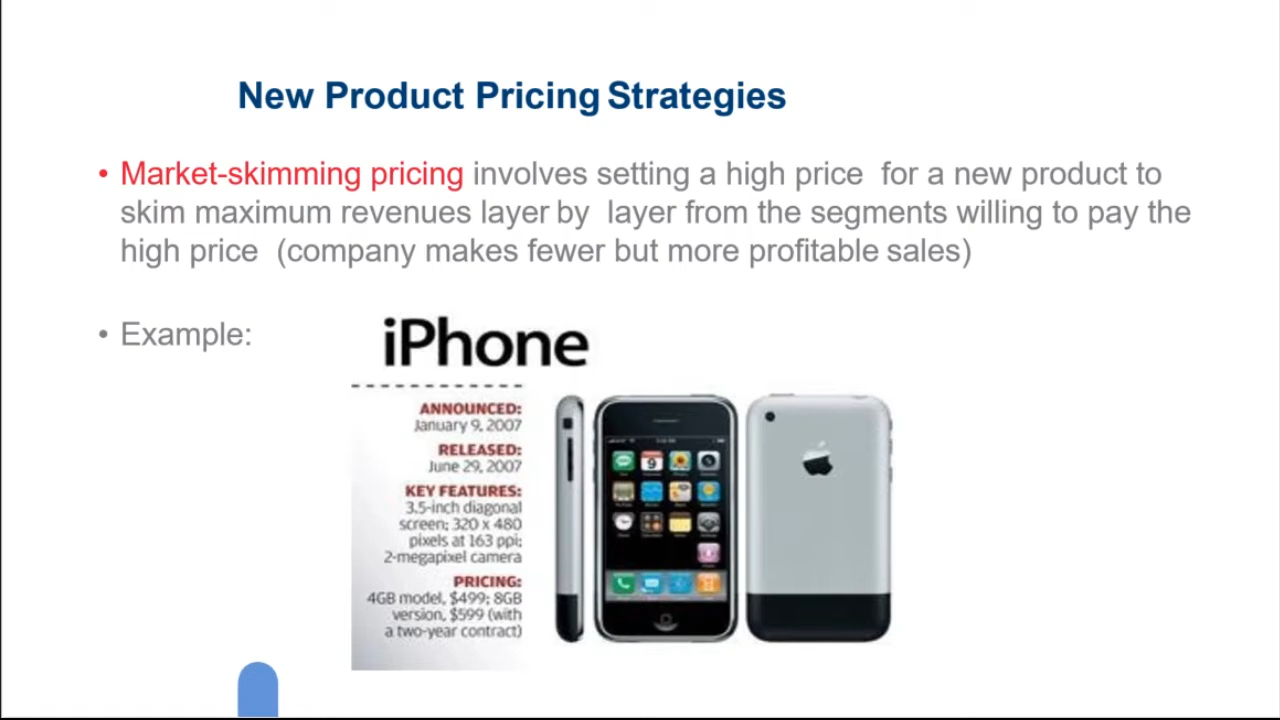 New Product Pricing Strategies
• Market-skimming pricing involves setting a high price for a new product to
skim maximum revenues layer by layer from the segments willing to pay the
high price (company makes fewer but more profitable sales)
• Example:
iPhone
ANNOUNCED:
January 9, 2007
RELEASED:
June 29, 2007
KEY FEATURES:
3.5-inch diagonal
screen; 320 x 480
pixels at 163 ppi;
2-megapixel camera
PRICING:
4GB model, $499; 8GB
version, $599 (with
a two-year contract)
9